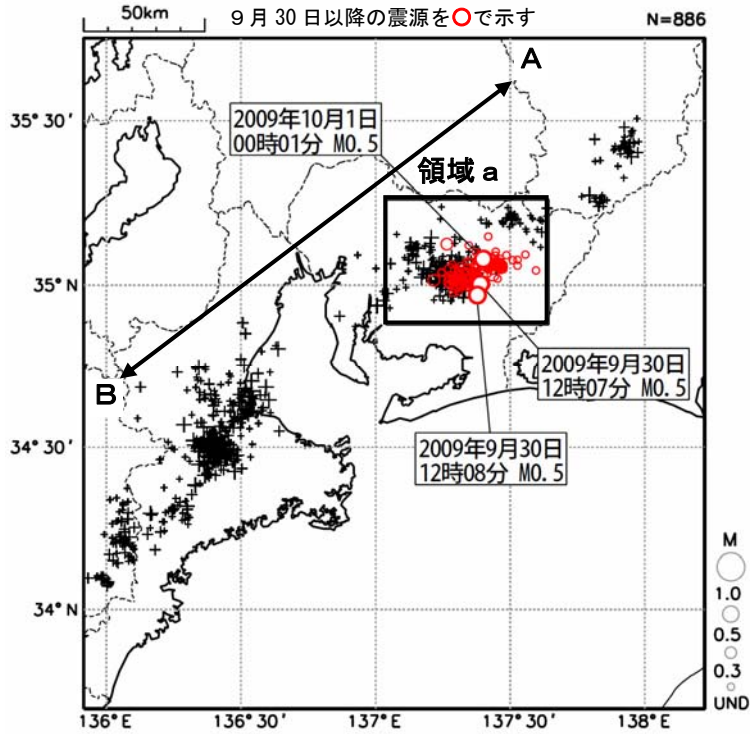 50km
９月30日以降の震源を○で示す
N=886
A
35°30′
2009年10月1日
00時01分 M0.5
領域a
35°N
B
2009年9月30日
12時07分 M0.5
34°30′
2009年9月30日
12時08分 M0.5
M
1.0
34°N
0.5
0.3
UND
136°E
136°30′
137°E
137°30′
138°E